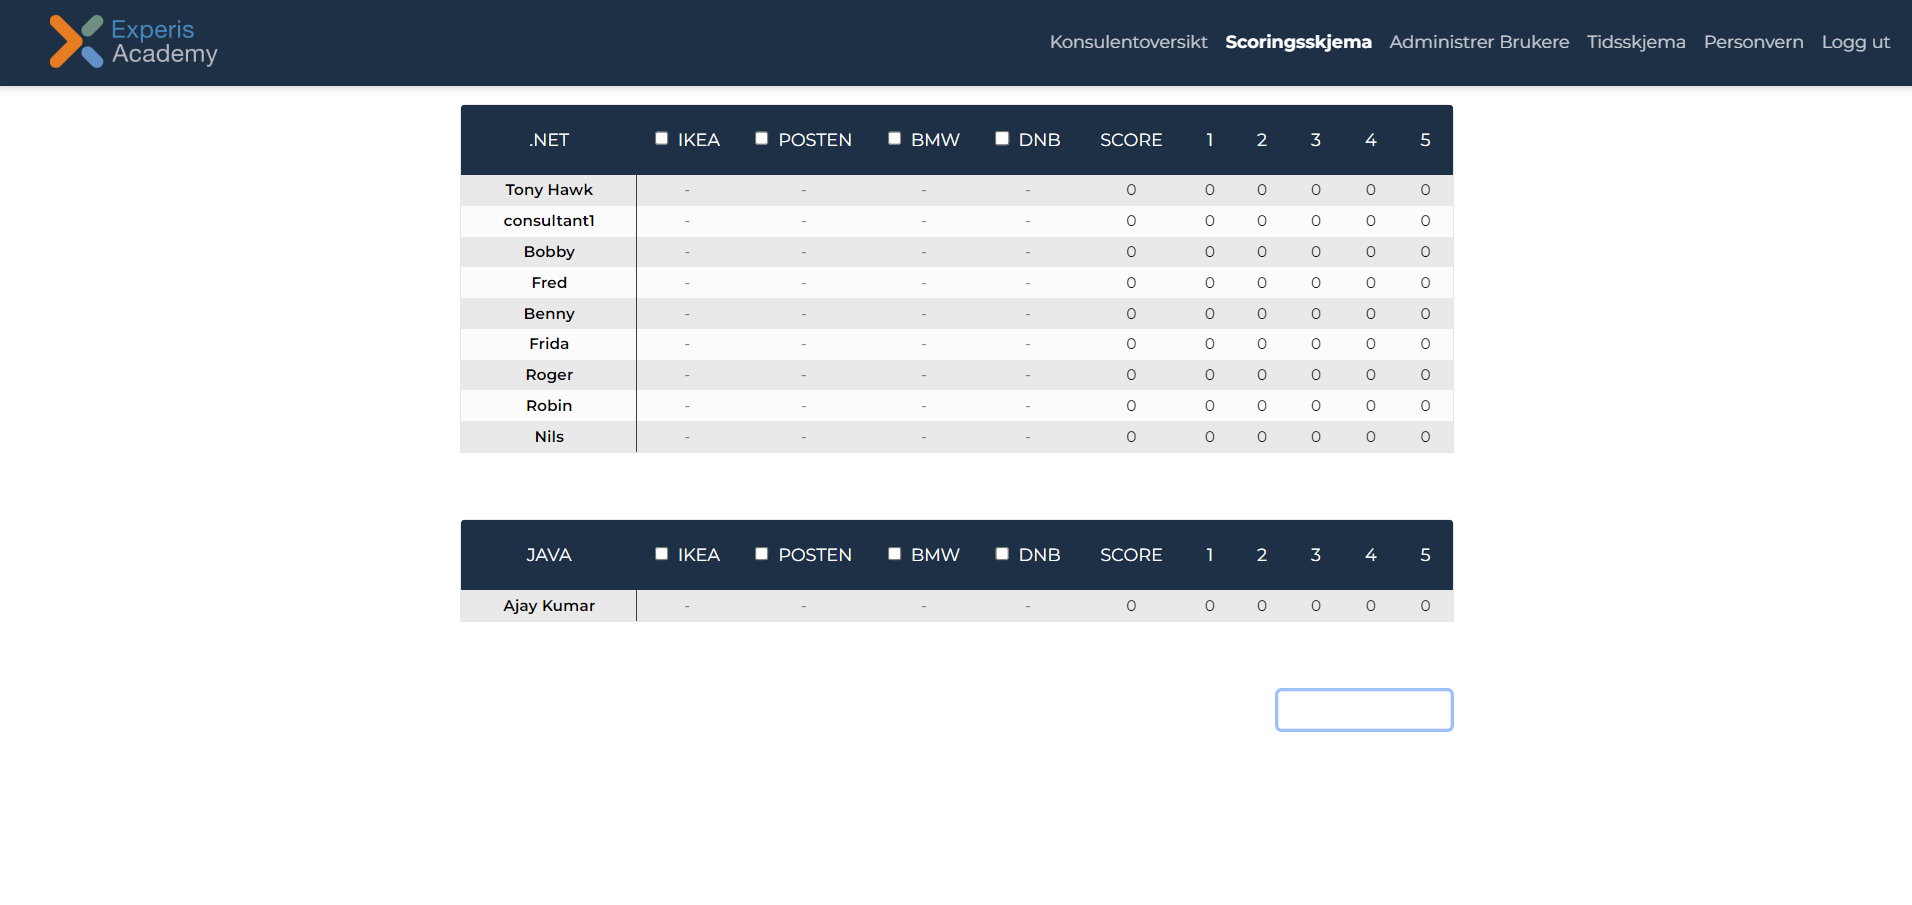 Experis
Academy
Konsulentoversikt Scoringsskjema Administrer Brukere Tidsskjema Personvern Logg ut
.NET IKEA POSTEN BMW DNB SCORE 1 2 3 4 5
Tony Hawk - - - - 0 0 0 0 0 0
consultant1 - - - - 0 0 0 0 0 0
Bobby - - - - 0 0 0 0 0 0
Fred - - - - 0 0 0 0 0 0
Benny - - - - 0 0 0 0 0 0
Frida - - - - 0 0 0 0 0 0
Roger - - - - 0 0 0 0 0 0
Robin - - - - 0 0 0 0 0 0
Nils - - - - 0 0 0 0 0 0
JAVA IKEA POSTEN BMW DNB SCORE 1 2 3 4 5
Ajay Kumar - - - - 0 0 0 0 0 0